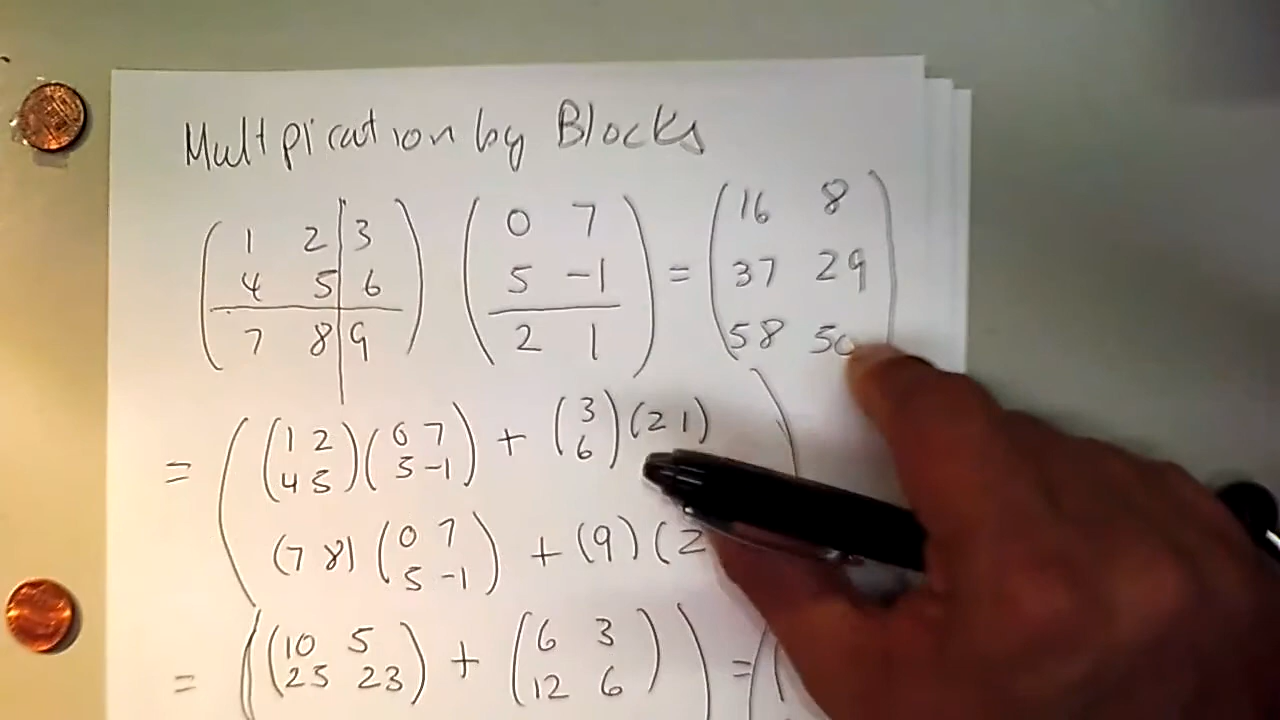 Multpication by Blocks
( 1 2 | 3 ) ( 0 7 ) = ( 16 8 )
( 4 5 | 6 ) ( 5 -1 ) ( 37 29 )
( 7 8 | 9 ) ( 2 1 ) ( 58 50
= ( ( 1 2 ) ( 0 7 ) + ( 3 ) (2 1) )
( 4 5 ) ( 5 -1 ) ( 6 )
(7 8) ( 0 7 ) + (9) (2
( 5 -1 )
= ( ( 10 5 ) + ( 6 3 ) ) = ( (
( 25 23 ) ( 12 6 )